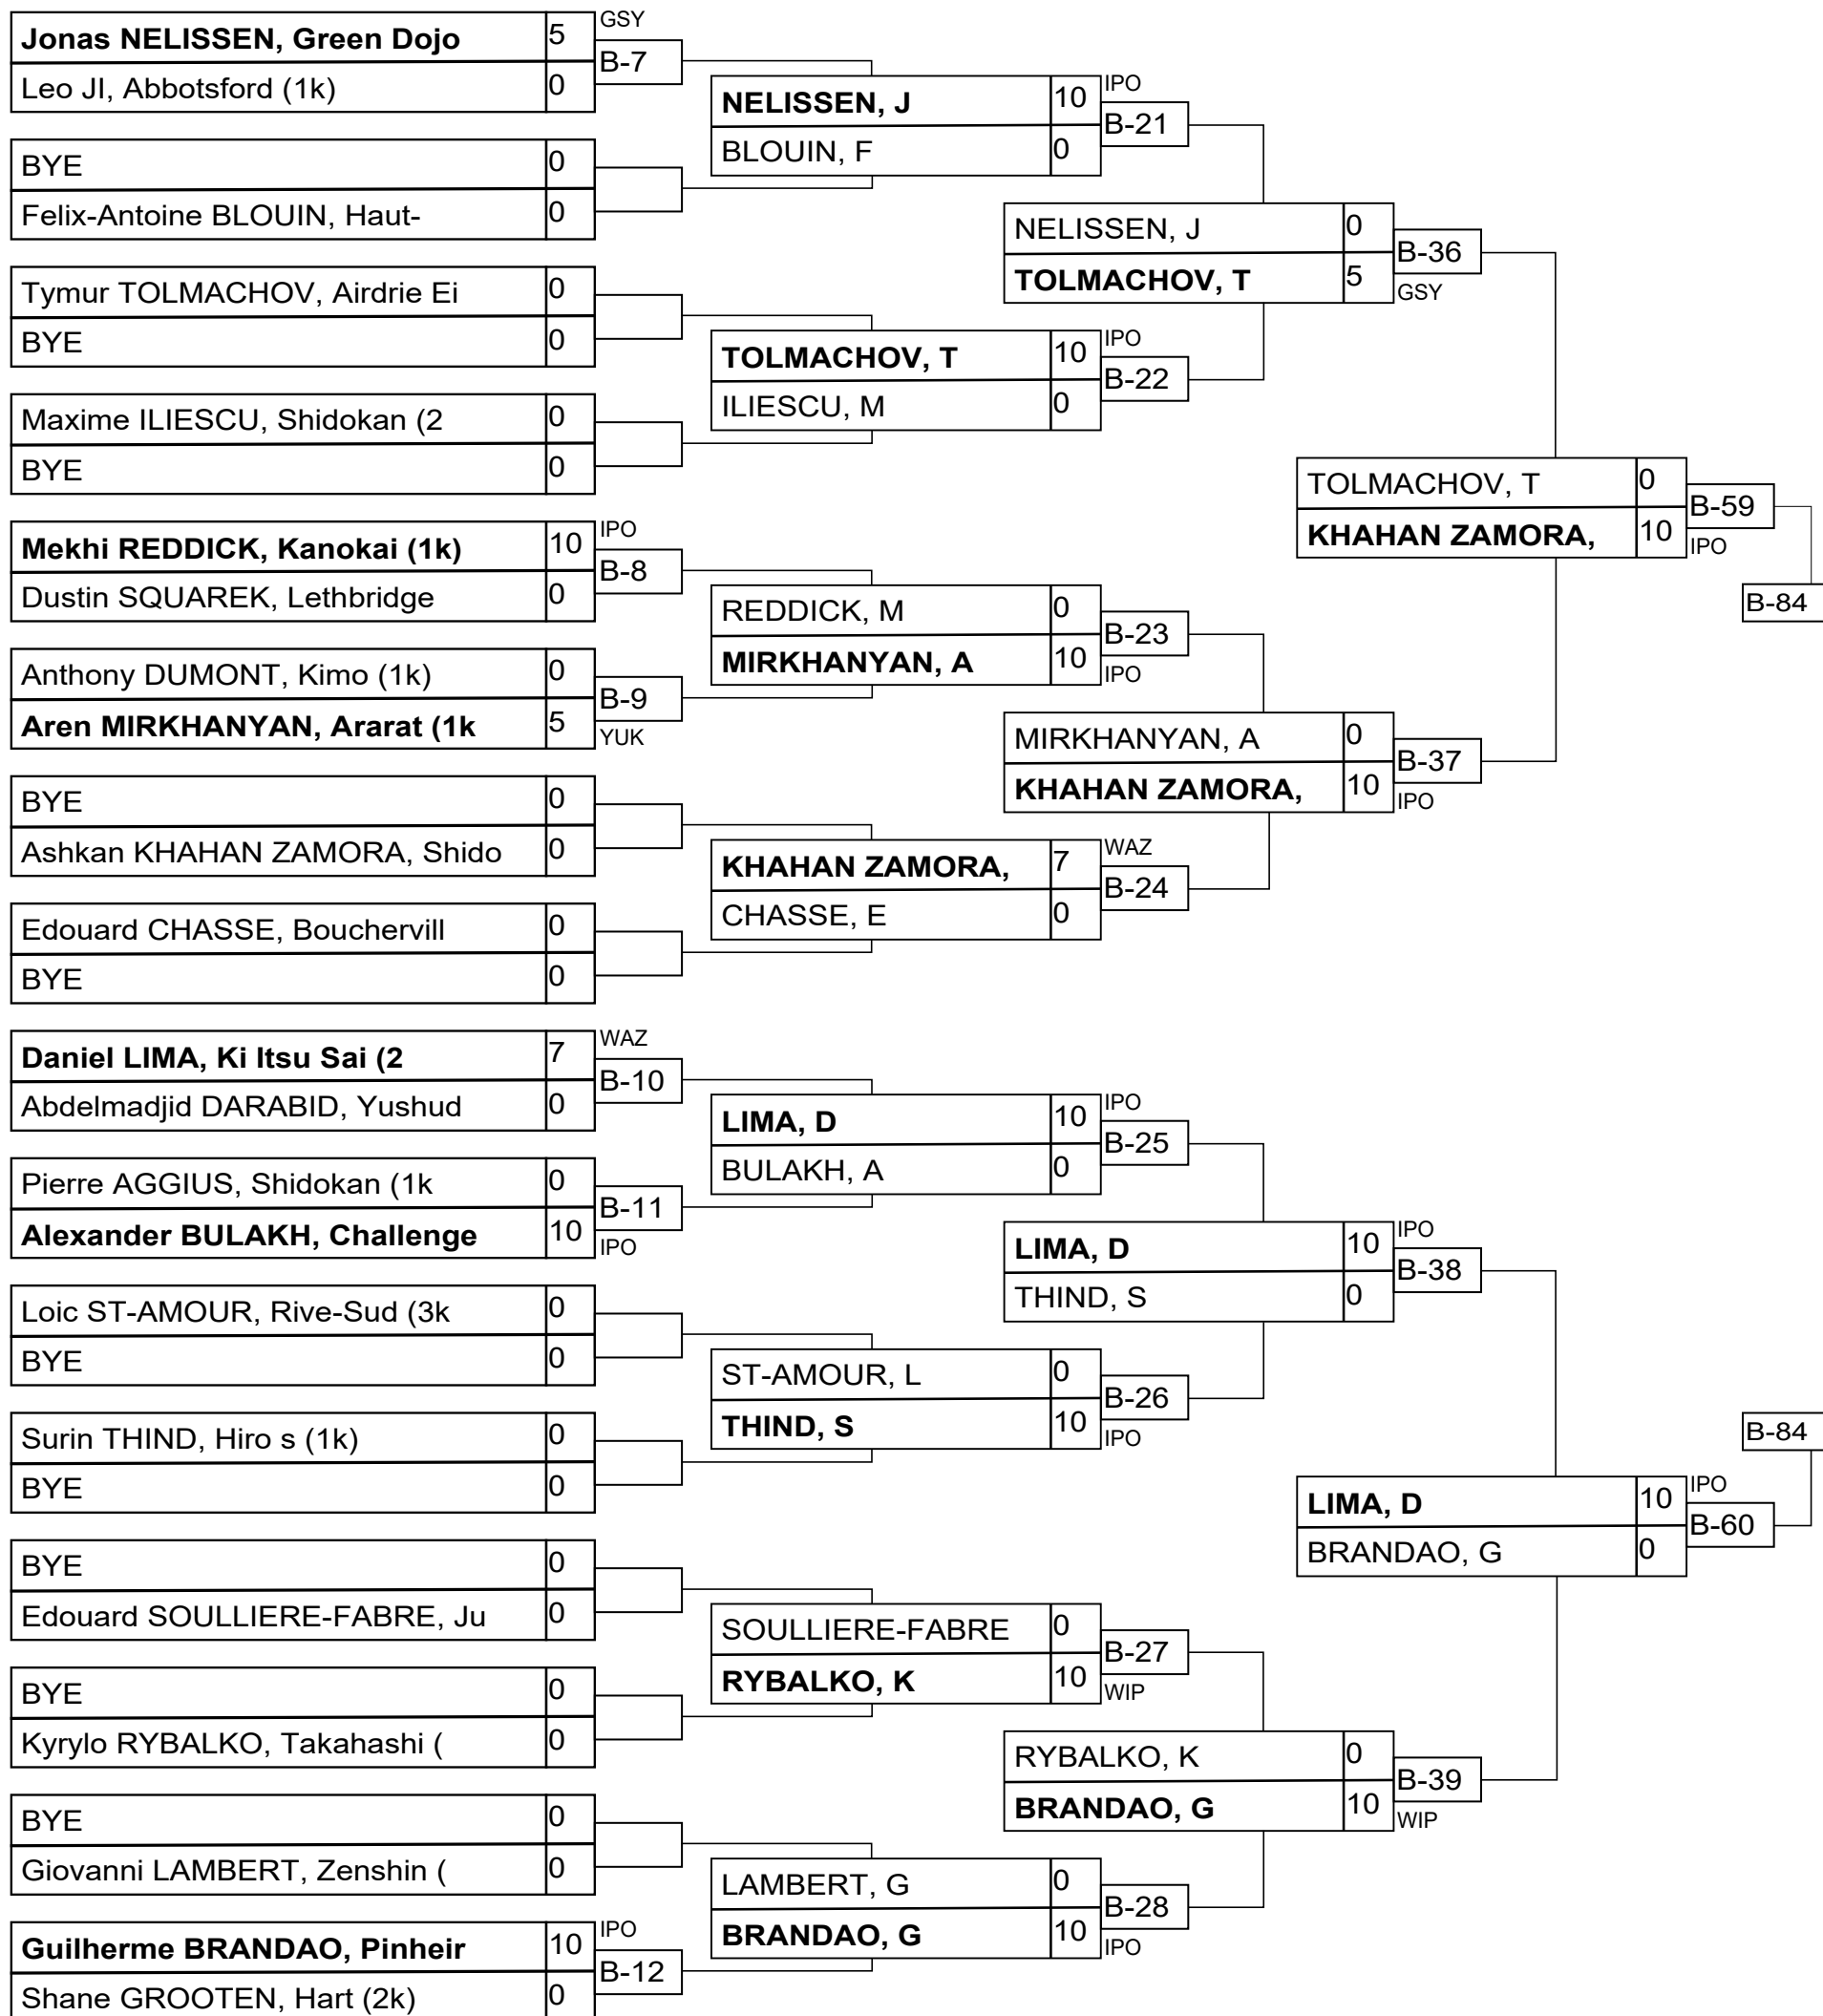 GSY
Jonas NELISSEN, Green Dojo 5
B-7
Leo JI, Abbotsford (1k) 0
BYE 0
Felix-Antoine BLOUIN, Haut- 0
Tymur TOLMACHOV, Airdrie Ei 0
BYE 0
Maxime ILIESCU, Shidokan (2 0
BYE 0
IPO
Mekhi REDDICK, Kanokai (1k) 10
B-8
Dustin SQUAREK, Lethbridge 0
Anthony DUMONT, Kimo (1k) 0
B-9
Aren MIRKHANYAN, Ararat (1k 5
YUK
BYE 0
Ashkan KHAHAN ZAMORA, Shido 0
Edouard CHASSE, Bouchervill 0
BYE 0
WAZ
Daniel LIMA, Ki Itsu Sai (2 7
B-10
Abdelmadjid DARABID, Yushud 0
Pierre AGGIUS, Shidokan (1k 0
B-11
Alexander BULAKH, Challenge 10
IPO
Loic ST-AMOUR, Rive-Sud (3k 0
BYE 0
Surin THIND, Hiro s (1k) 0
BYE 0
BYE 0
Edouard SOULLIERE-FABRE, Ju 0
BYE 0
Kyrylo RYBALKO, Takahashi ( 0
BYE 0
Giovanni LAMBERT, Zenshin ( 0
IPO
Guilherme BRANDAO, Pinheir 10
B-12
Shane GROOTEN, Hart (2k) 0
IPO
NELISSEN, J 10
B-21
BLOUIN, F 0
IPO
TOLMACHOV, T 10
B-22
ILIESCU, M 0
REDDICK, M 0
B-23
MIRKHANYAN, A 10
IPO
WAZ
KHAHAN ZAMORA, 7
B-24
CHASSE, E 0
IPO
LIMA, D 10
B-25
BULAKH, A 0
ST-AMOUR, L 0
B-26
THIND, S 10
IPO
SOULLIERE-FABRE 0
B-27
RYBALKO, K 10
WIP
LAMBERT, G 0
B-28
BRANDAO, G 10
IPO
NELISSEN, J 0
B-36
TOLMACHOV, T 5
GSY
MIRKHANYAN, A 0
B-37
KHAHAN ZAMORA, 10
IPO
IPO
LIMA, D 10
B-38
THIND, S 0
RYBALKO, K 0
B-39
BRANDAO, G 10
WIP
TOLMACHOV, T 0
B-59
KHAHAN ZAMORA, 10
IPO
B-84
B-84
IPO
LIMA, D 10
B-60
BRANDAO, G 0